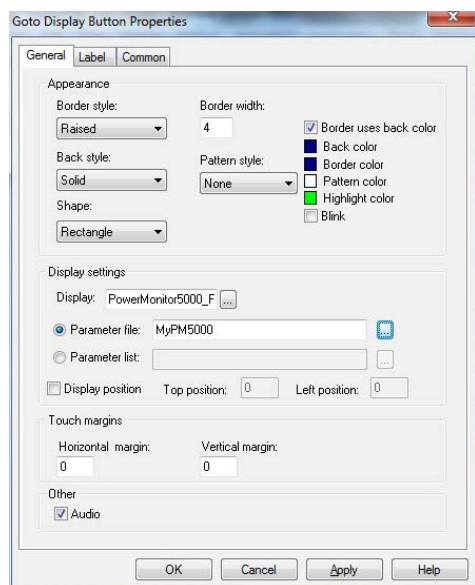 Goto Display Button Properties
General Label Common
Appearance
Border style: Border width:
Raised 4 Border uses back color
Back color
Back style: Pattern style: Border color
Solid None Pattern color
Highlight color
Shape: Blink
Rectangle
Display settings
Display: PowerMonitor5000_F ...
Parameter file: MyPM5000 ...
Parameter list: ...
Display position Top position: 0 Left position: 0
Touch margins
Horizontal margin: Vertical margin:
0 0
Other
Audio
OK Cancel Apply Help